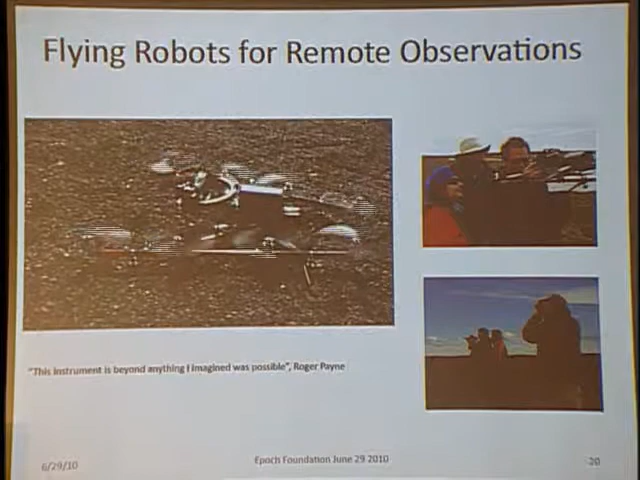 Flying Robots for Remote Observations
"This instrument is beyond anything I imagined was possible", Roger Payne
6/29/10
Epoch Foundation June 29 2010
20